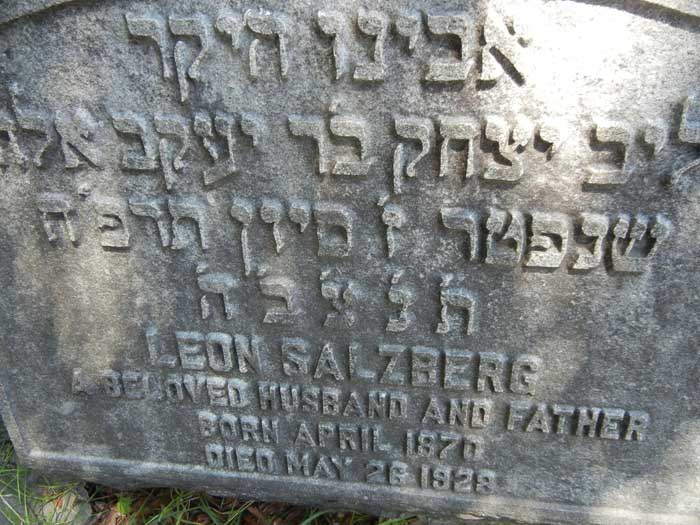 אבינו היקר
ליב יצחק בר יעקב
שנפטר ז' סיון תרפ'ח'
ת'נ'צ'ב'ה'
LEON SALZBERG
A BELOVED HUSBAND AND FATHER
BORN APRIL 1870
DIED MAY 26 1928